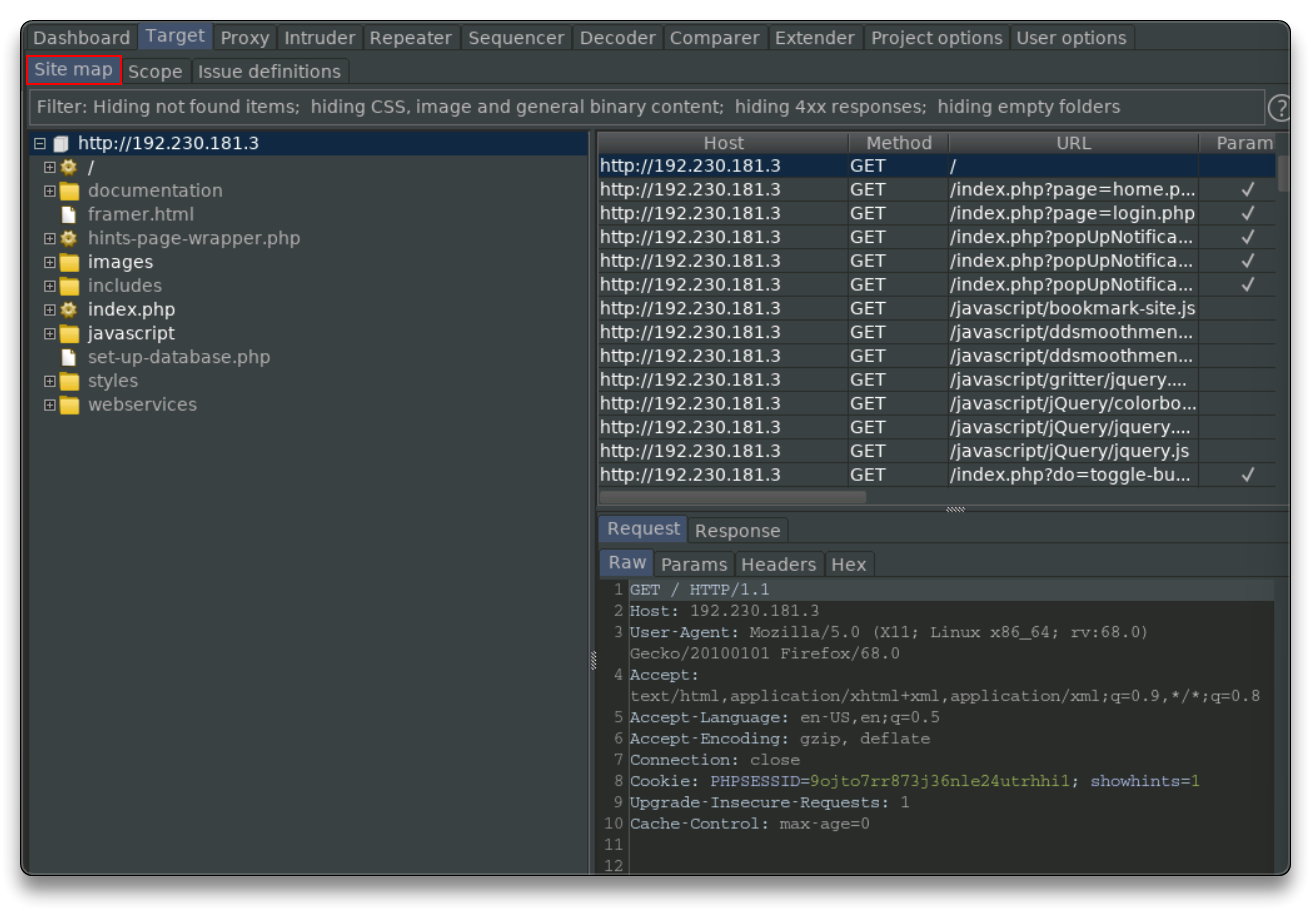 Dashboard Target Proxy Intruder Repeater Sequencer Decoder Comparer Extender Project options User options
Site map Scope Issue definitions
Filter: Hiding not found items; hiding CSS, image and general binary content; hiding 4xx responses; hiding empty folders ?
http://192.230.181.3
/
documentation
framer.html
hints-page-wrapper.php
images
includes
index.php
javascript
set-up-database.php
styles
webservices
Host Method URL Param
http://192.230.181.3 GET / 
http://192.230.181.3 GET /index.php?page=home.p... ✓
http://192.230.181.3 GET /index.php?page=login.php ✓
http://192.230.181.3 GET /index.php?popUpNotifica... ✓
http://192.230.181.3 GET /index.php?popUpNotifica... ✓
http://192.230.181.3 GET /index.php?popUpNotifica... ✓
http://192.230.181.3 GET /javascript/bookmark-site.js
http://192.230.181.3 GET /javascript/ddsmoothmen...
http://192.230.181.3 GET /javascript/ddsmoothmen...
http://192.230.181.3 GET /javascript/gritter/jquery....
http://192.230.181.3 GET /javascript/jQuery/colorbo...
http://192.230.181.3 GET /javascript/jQuery/jquery....
http://192.230.181.3 GET /javascript/jQuery/jquery.js
http://192.230.181.3 GET /index.php?do=toggle-bu... ✓
Request Response
Raw Params Headers Hex
1 GET / HTTP/1.1
2 Host: 192.230.181.3
3 User-Agent: Mozilla/5.0 (X11; Linux x86_64; rv:68.0)
Gecko/20100101 Firefox/68.0
4 Accept:
text/html,application/xhtml+xml,application/xml;q=0.9,*/*;q=0.8
5 Accept-Language: en-US,en;q=0.5
6 Accept-Encoding: gzip, deflate
7 Connection: close
8 Cookie: PHPSESSID=9ojto7rr873j36nle24utrhhi1; showhints=1
9 Upgrade-Insecure-Requests: 1
10 Cache-Control: max-age=0
11
12